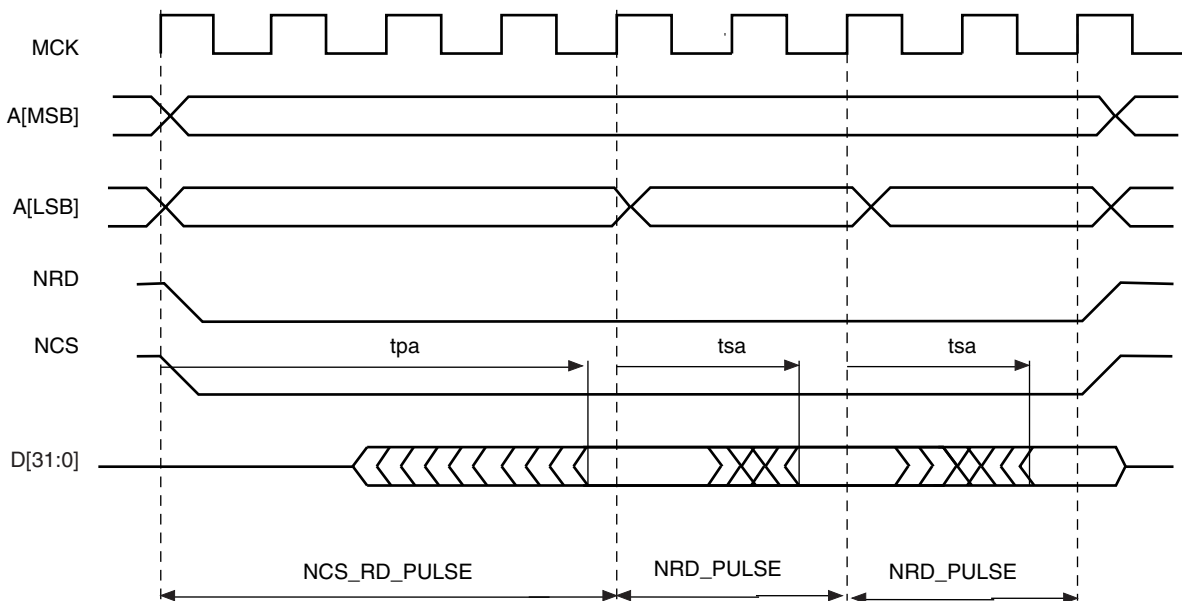 MCK
A[MSB]
A[LSB]
NRD
NCS
tpa tsa tsa
D[31:0]
NCS_RD_PULSE NRD_PULSE NRD_PULSE